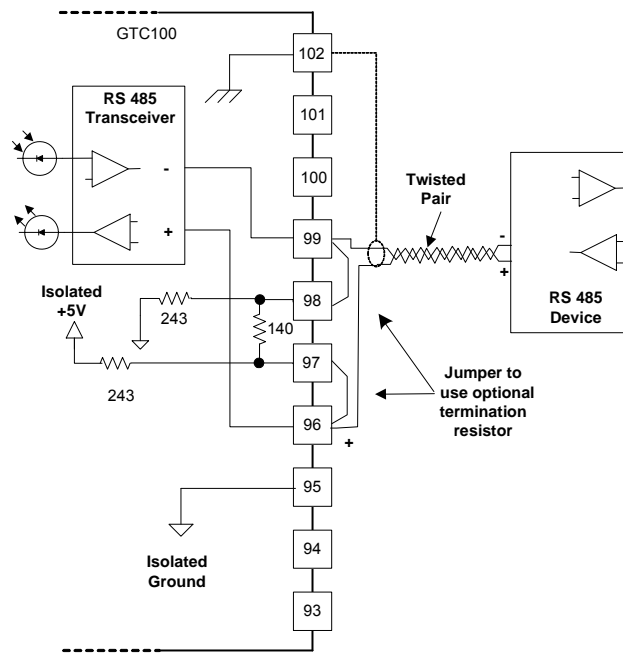 GTC100
102
RS 485
Transceiver
101
-
100
Twisted
Pair
+
99
-
+
Isolated
+5V
98
RS 485
Device
243
140
97
243
Jumper to
use optional
termination
resistor
96
+
95
Isolated
Ground
94
93